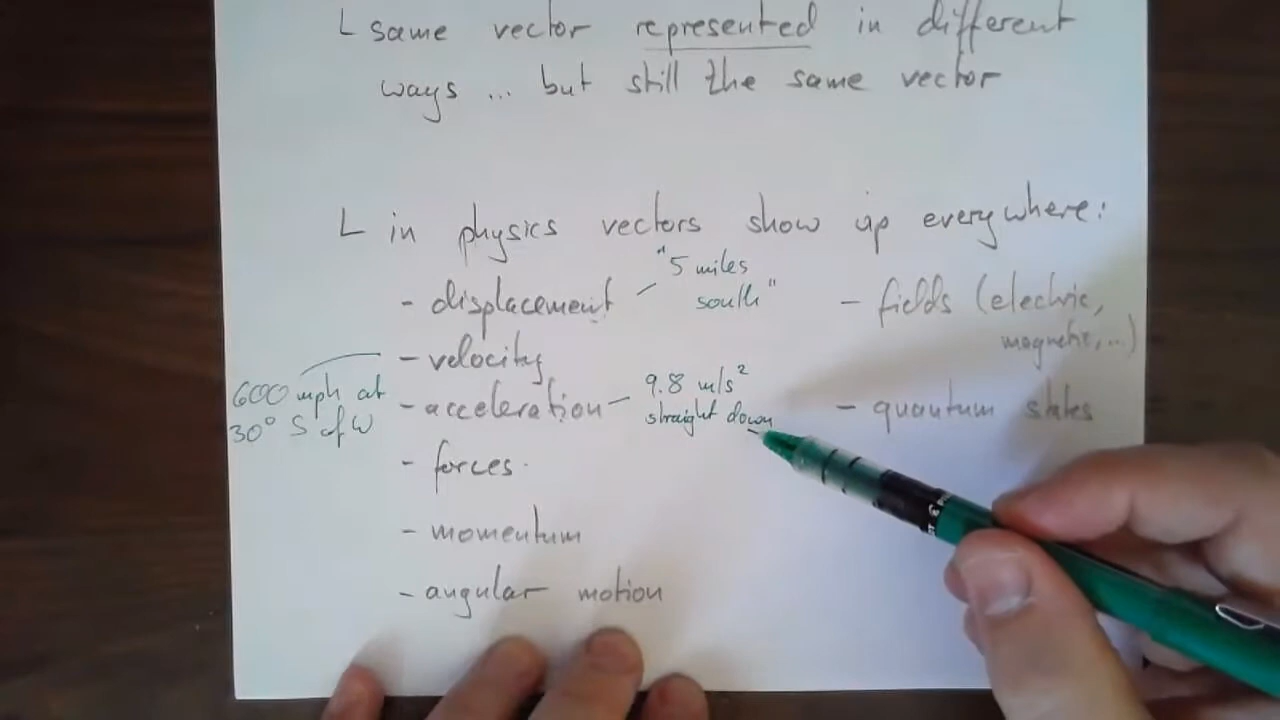 L same vector represented in different
ways ... but still the same vector
L in physics vectors show up everywhere:
- displacement - "5 miles
south"
- velocity
600 mph at
30° S of W
- acceleration - 9.8 m/s²
straight down
- forces
- momentum
- angular motion
- fields (electric,
magnetic, ...)
- quantum states